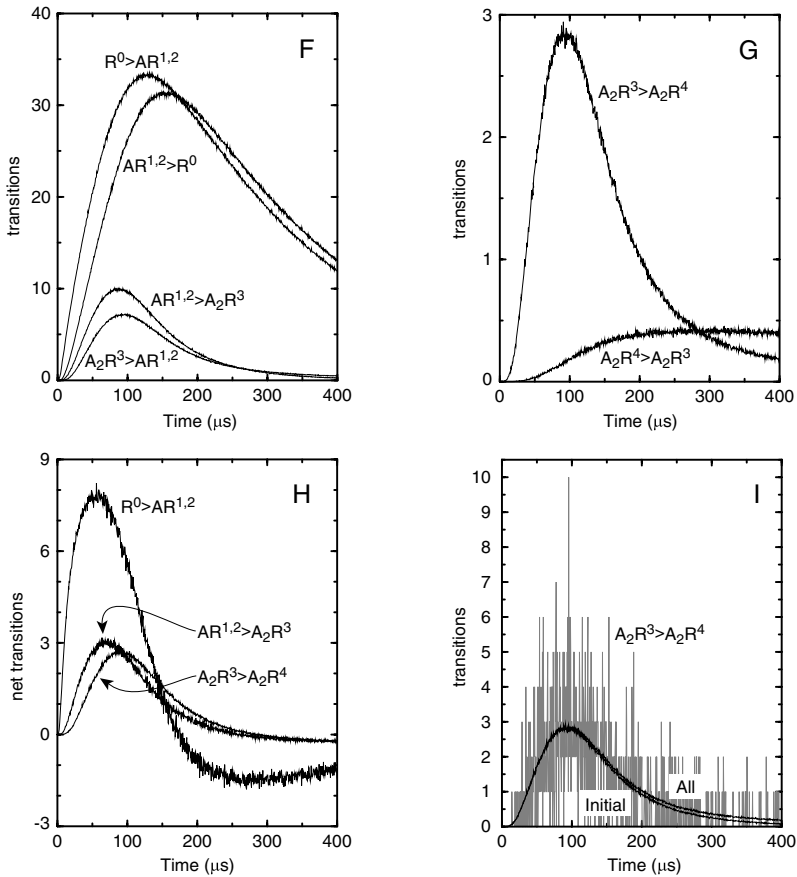 F
40
30
20
10
0
transitions
R⁰>AR¹,²
AR¹,²>R⁰
AR¹,²>A₂R³
A₂R³>AR¹,²
0 100 200 300 400
Time (μs)
G
3
2
1
0
transitions
A₂R³>A₂R⁴
A₂R⁴>A₂R³
0 100 200 300 400
Time (μs)
H
9
6
3
0
-3
net transitions
R⁰>AR¹,²
AR¹,²>A₂R³
A₂R³>A₂R⁴
0 100 200 300 400
Time (μs)
I
10
9
8
7
6
5
4
3
2
1
0
transitions
A₂R³>A₂R⁴
All
Initial
0 100 200 300 400
Time (μs)